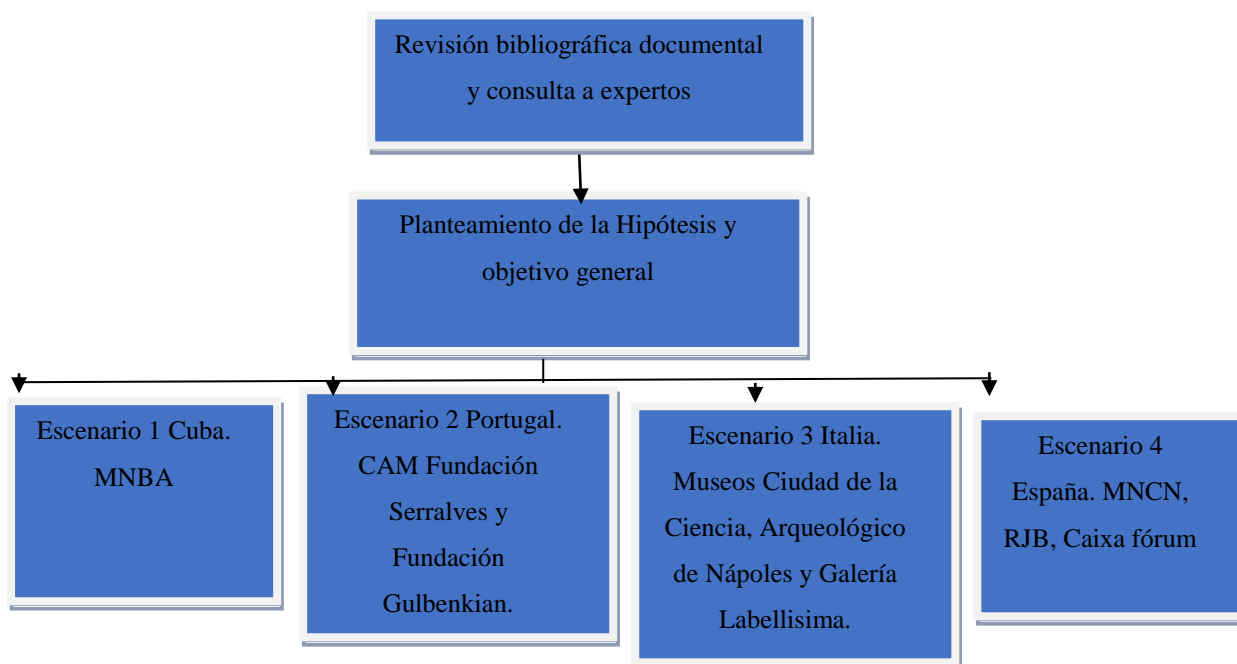 Revisión bibliográfica documental
y consulta a expertos
Planteamiento de la Hipótesis y
objetivo general
Escenario 1 Cuba.
MNBA
Escenario 2 Portugal.
CAM Fundación
Serralves y
Fundación
Gulbenkian.
Escenario 3 Italia.
Museos Ciudad de la
Ciencia, Arqueológico
de Nápoles y Galería
Labellisima.
Escenario 4
España. MNCN,
RJB, Caixa fórum